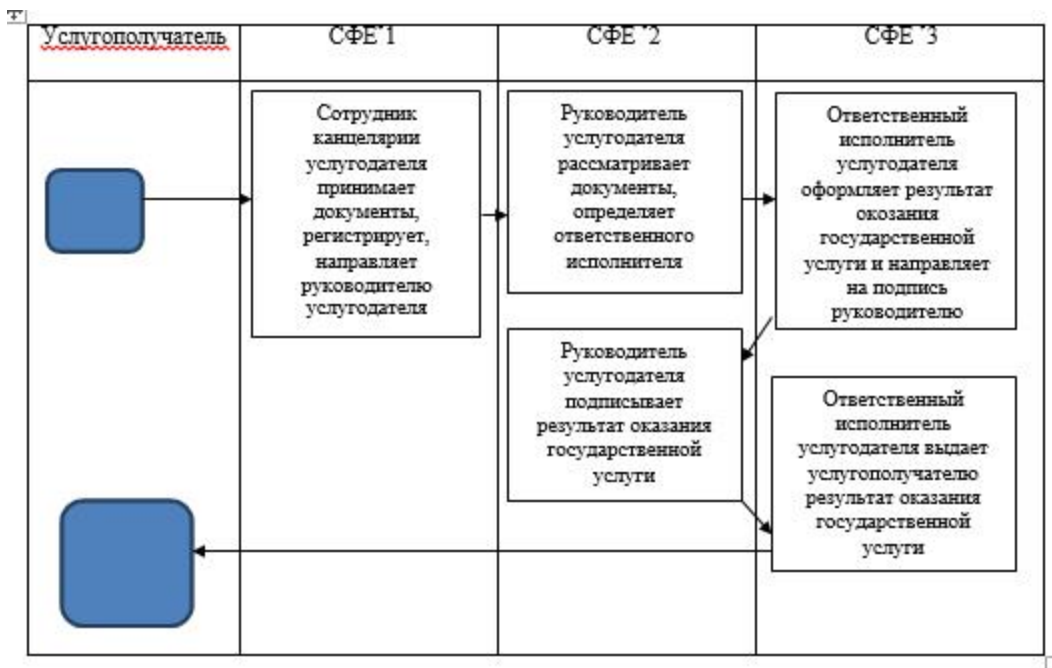 Услугополучатель
СФЕ*1
СФЕ *2
СФЕ *3
Сотрудник
канцелярии
услугодателя
принимает
документы,
регистрирует,
направляет
руководителю
услугодателя
Руководитель
услугодателя
рассматривает
документы,
определяет
ответственного
исполнителя
Ответственный
исполнитель
услугодателя
оформляет результат
окозания
государственной
услуги и направляет
на подпись
руководителю
Руководитель
услугодателя
подписывает
результат оказания
государственной
услуги
Ответственный
исполнитель
услугодателя выдает
услугополучателю
результат оказания
государственной
услуги